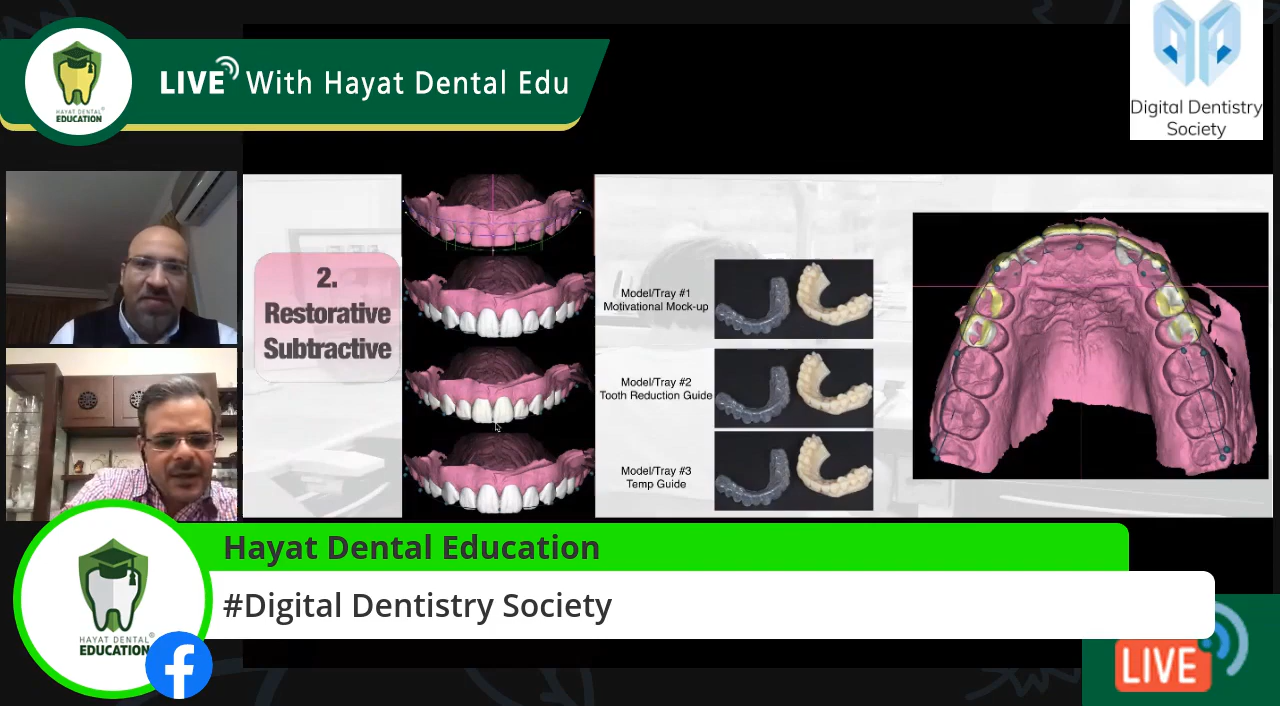 HAYAT DENTAL®
EDUCATION
LIVE With Hayat Dental Edu
Digital Dentistry
Society
2.
Restorative
Subtractive
Model/Tray #1
Motivational Mock-up
Model/Tray #2
Tooth Reduction Guide
Model/Tray #3
Temp Guide
Hayat Dental Education
#Digital Dentistry Society
HAYAT DENTAL®
EDUCATION
f
LIVE